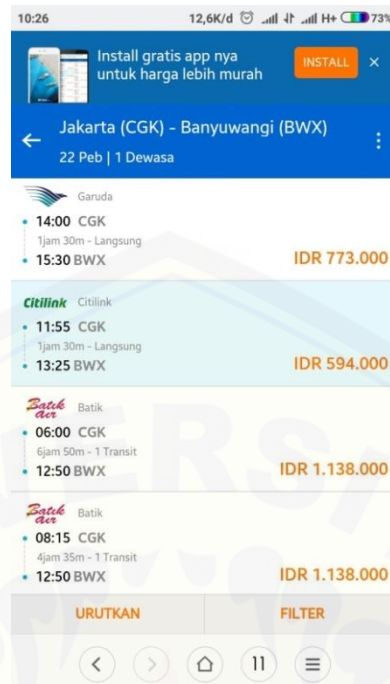 10:26 12,6K/d H+ 73%
Install gratis app nya
untuk harga lebih murah
INSTALL
Jakarta (CGK) - Banyuwangi (BWX)
22 Peb | 1 Dewasa
Garuda
14:00 CGK
1jam 30m - Langsung
15:30 BWX IDR 773.000
Citilink Citilink
11:55 CGK
1jam 30m - Langsung
13:25 BWX IDR 594.000
Batik Air Batik
06:00 CGK
6jam 50m - 1 Transit
12:50 BWX IDR 1.138.000
Batik Air Batik
08:15 CGK
4jam 35m - 1 Transit
12:50 BWX IDR 1.138.000
URUTKAN FILTER
11